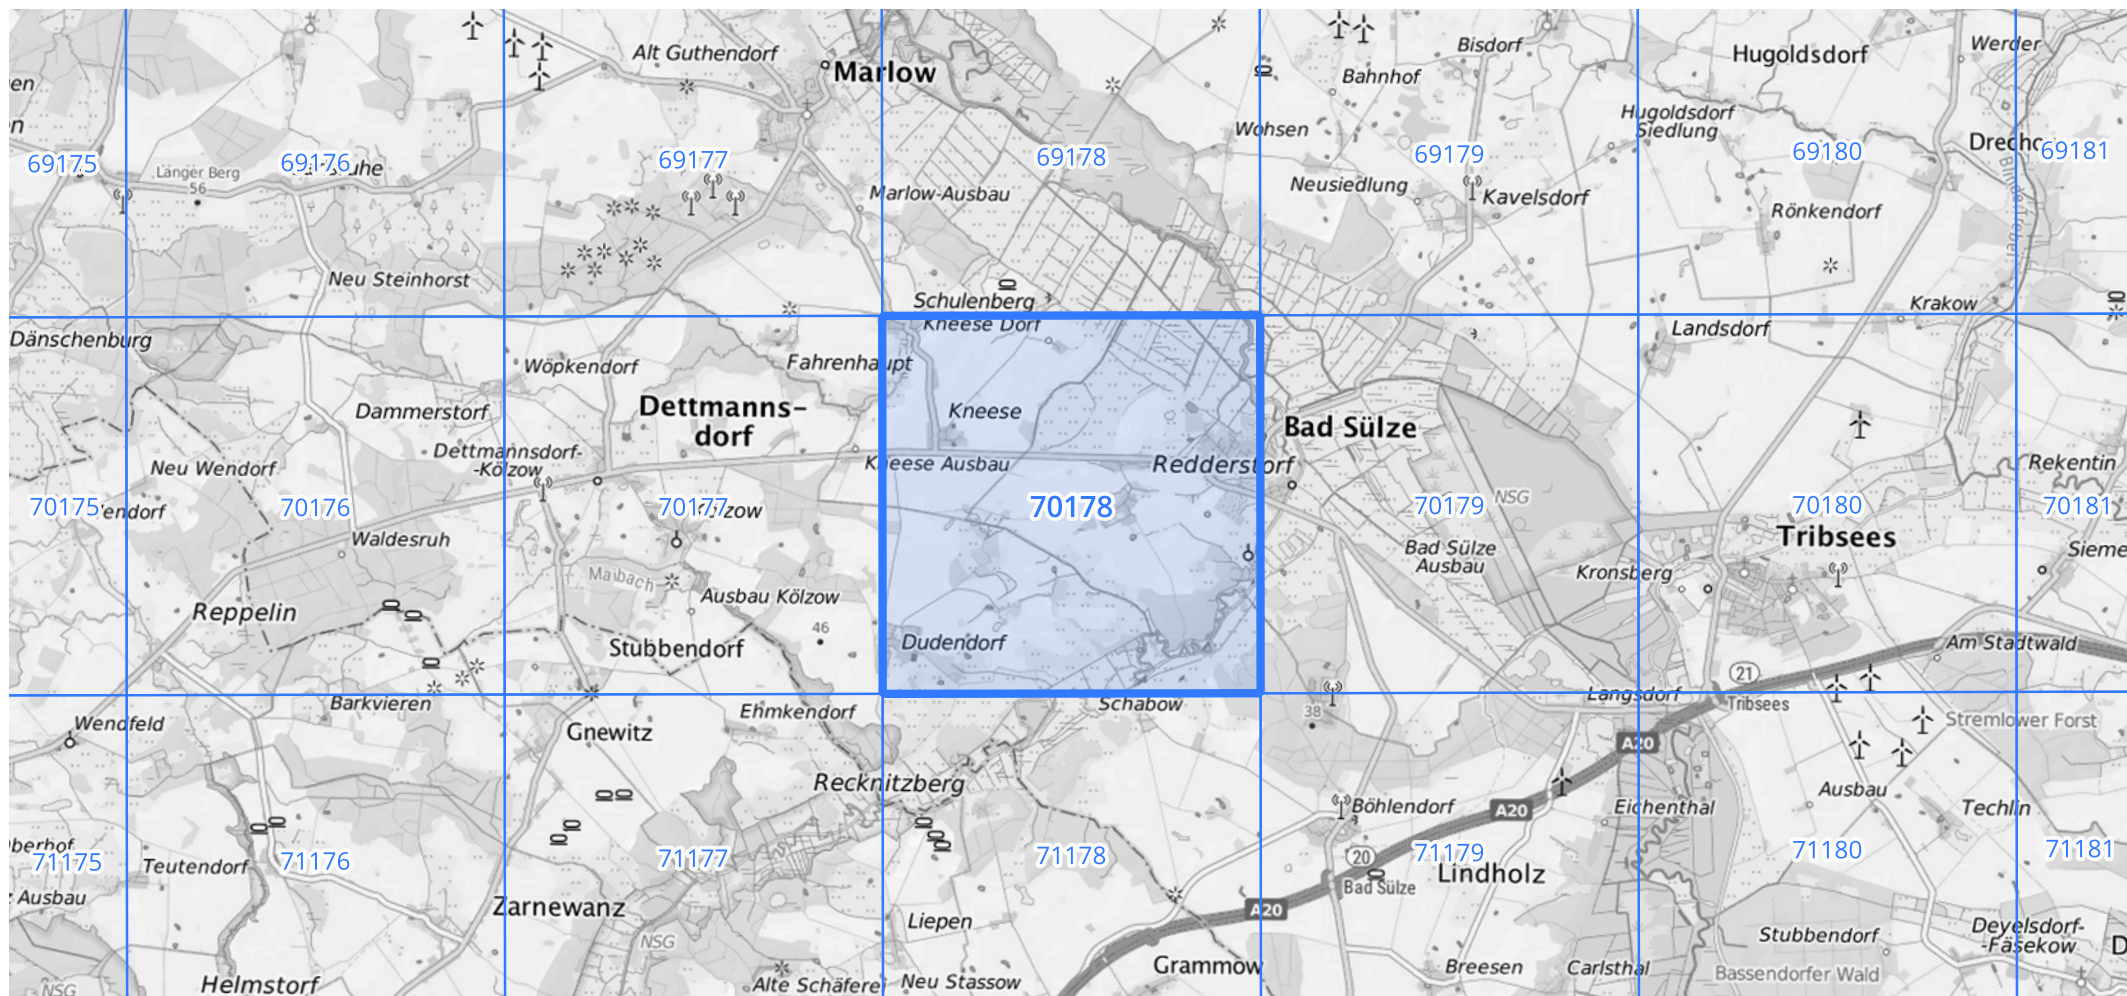 Alt Guthendorf
Marlow
Bisdorf
Bahnhof
Hugoldsdorf
Werder
en
n
Wohsen
Hugoldsdorf
Siedlung
69175
Langer Berg
56
69176
69177
69178
69179
69180
69181
Marlow-Ausbau
Neusiedlung
Kavelsdorf
Rönkendorf
Blinde Trebel
Neu Steinhorst
Schulenberg
Krakow
Kneese Dorf
Landsdorf
Dänschenburg
Wöpkendorf
Fahrenhaupt
Dammerstorf
Dettmanns-
dorf
Kneese
Bad Sülze
Dettmannsdorf-
-Kölzow
Neu Wendorf
Kneese Ausbau
Redderstorf
Rekentin
NSG
70175
endorf
70176
70177
70178
70179
70180
70181
Waldesruh
Tribsees
Bad Sülze
Ausbau
Sieme
Maibach
Kronsberg
Reppelin
Ausbau Kölzow
46
Stubbendorf
Dudendorf
Am Stadtwald
21
Langsdorf
Tribsees
Barkvieren
Ehmkendorf
Schabow
38
Stremlower Forst
Wendfeld
Gnewitz
A20
Recknitzberg
Böhlendorf
A20
Eichenthal
Ausbau
Techlin
berhof
71175
Teutendorf
71176
71177
71178
20
71179
71180
71181
Bad Sülze
Lindholz
z Ausbau
Zarnewanz
A20
Liepen
NSG
Stubbendorf
Deyelsdorf-
-Fäsekow
D
Helmstorf
NSG
Alte Schäferei
Neu Stassow
Grammow
Breesen
Carlsthal
Bassendorfer Wald